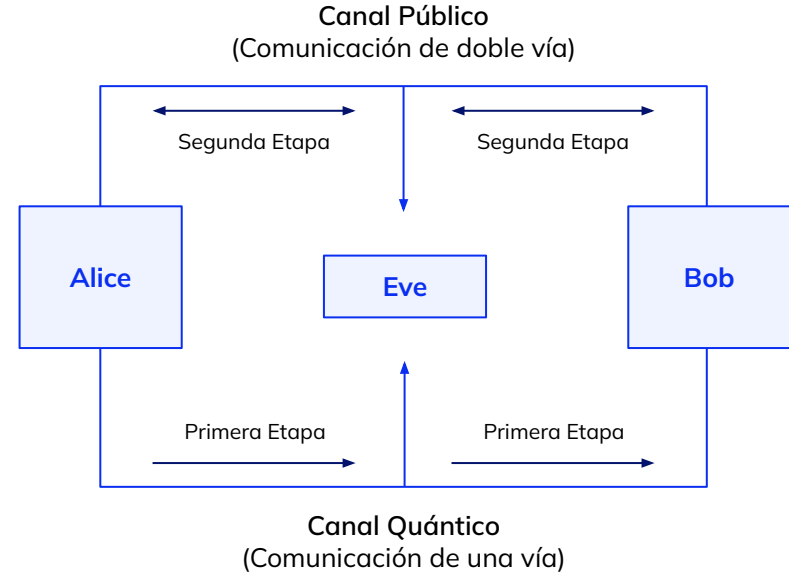 Canal Público
(Comunicación de doble vía)
Segunda Etapa
Segunda Etapa
Alice
Eve
Bob
Primera Etapa
Primera Etapa
Canal Quántico
(Comunicación de una vía)